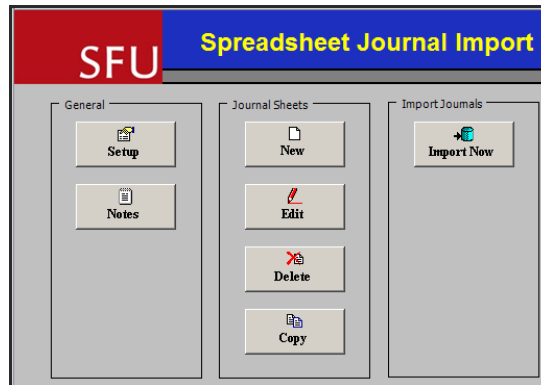 SFU
Spreadsheet Journal Import
General
Setup
Notes
Journal Sheets
New
Edit
Delete
Copy
Import Journals
Import Now